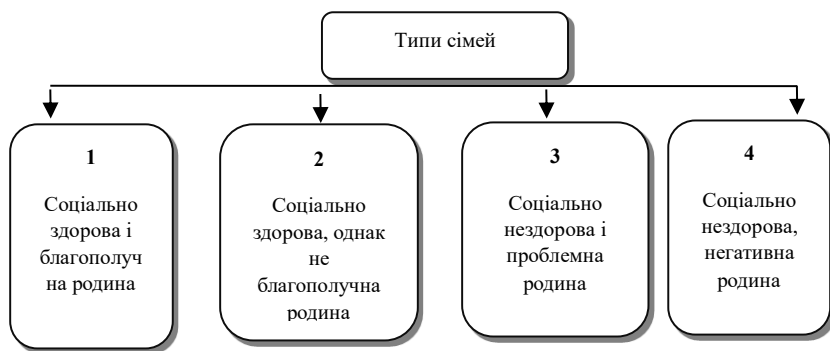 Типи сімей
1
Соціально
здорова і
благополуч
на родина
2
Соціально
здорова, однак
не
благополучна
родина
3
Соціально
нездорова і
проблемна
родина
4
Соціально
нездорова,
негативна
родина